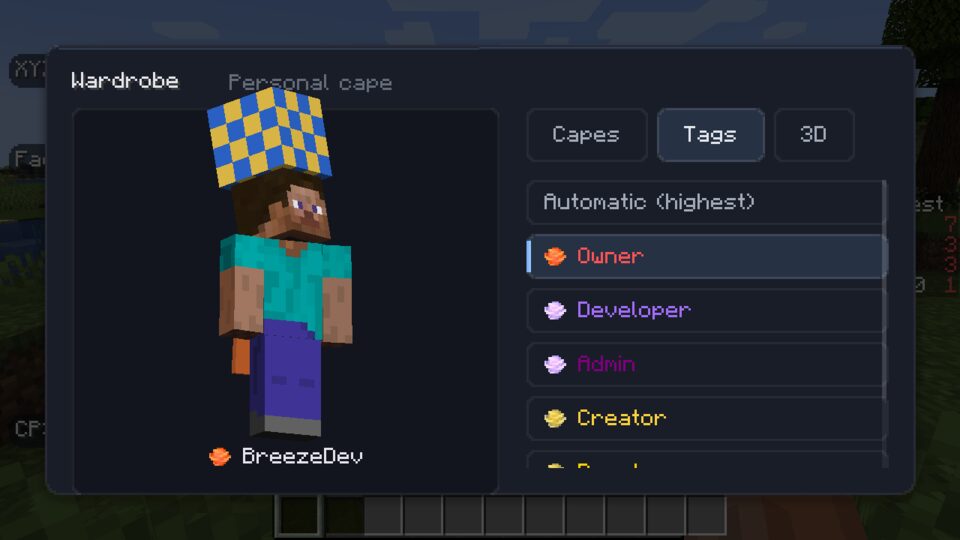 Wardrobe
Personal cape
Capes
Tags
3D
Automatic (highest)
Owner
Developer
Admin
Creator
BreezeDev